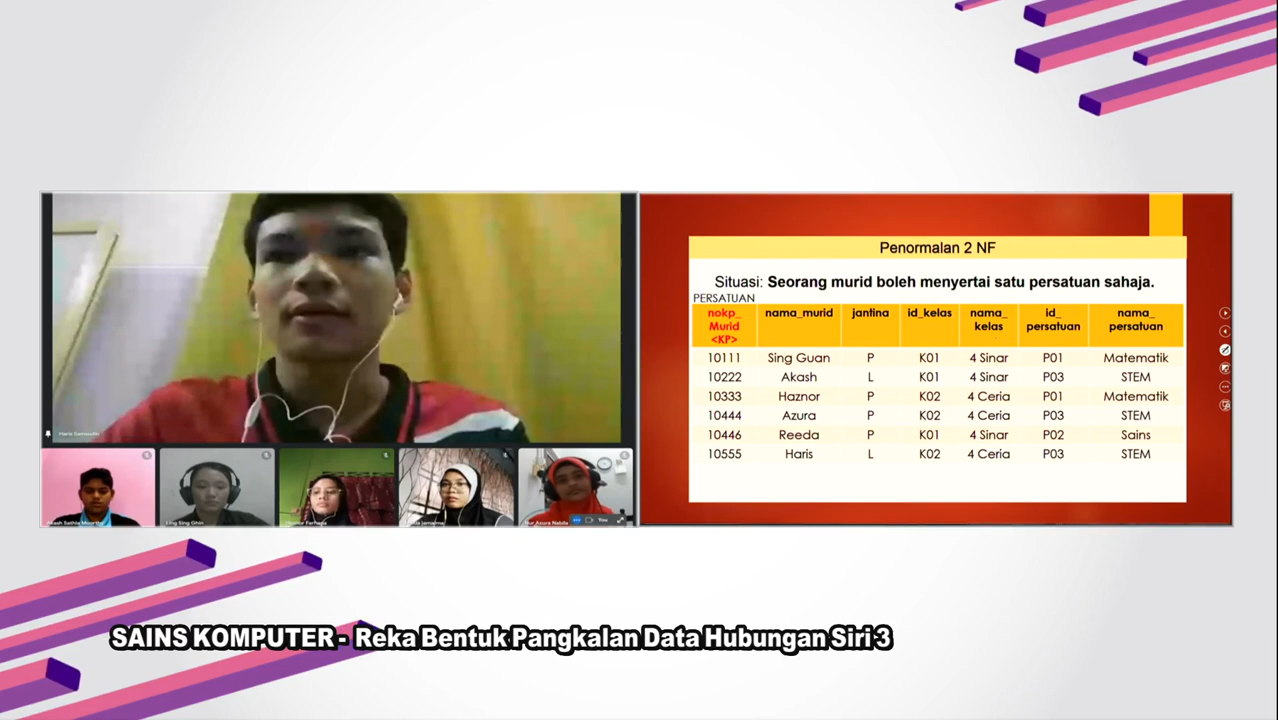 Penormalan 2 NF
Situasi: Seorang murid boleh menyertai satu persatuan sahaja.
PERSATUAN
nokp_ Murid <KP> nama_murid jantina id_kelas nama_ kelas id_ persatuan nama_ persatuan
10111 Sing Guan P K01 4 Sinar P01 Matematik
10222 Akash L K01 4 Sinar P03 STEM
10333 Haznor P K02 4 Ceria P01 Matematik
10444 Azura P K02 4 Ceria P03 STEM
10446 Reeda P K01 4 Sinar P02 Sains
10555 Haris L K02 4 Ceria P03 STEM
Ling Sing Ghin
You
SAINS KOMPUTER - Reka Bentuk Pangkalan Data Hubungan Siri 3